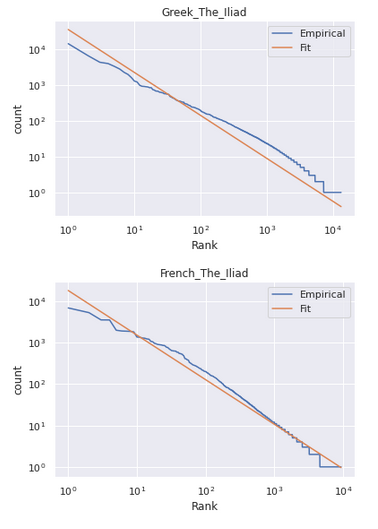 Greek_The_Iliad
10⁴
10³
10²
10¹
10⁰
count
Empirical
Fit
10⁰ 10¹ 10² 10³ 10⁴
Rank
French_The_Iliad
10⁴
10³
10²
10¹
10⁰
count
Empirical
Fit
10⁰ 10¹ 10² 10³ 10⁴
Rank